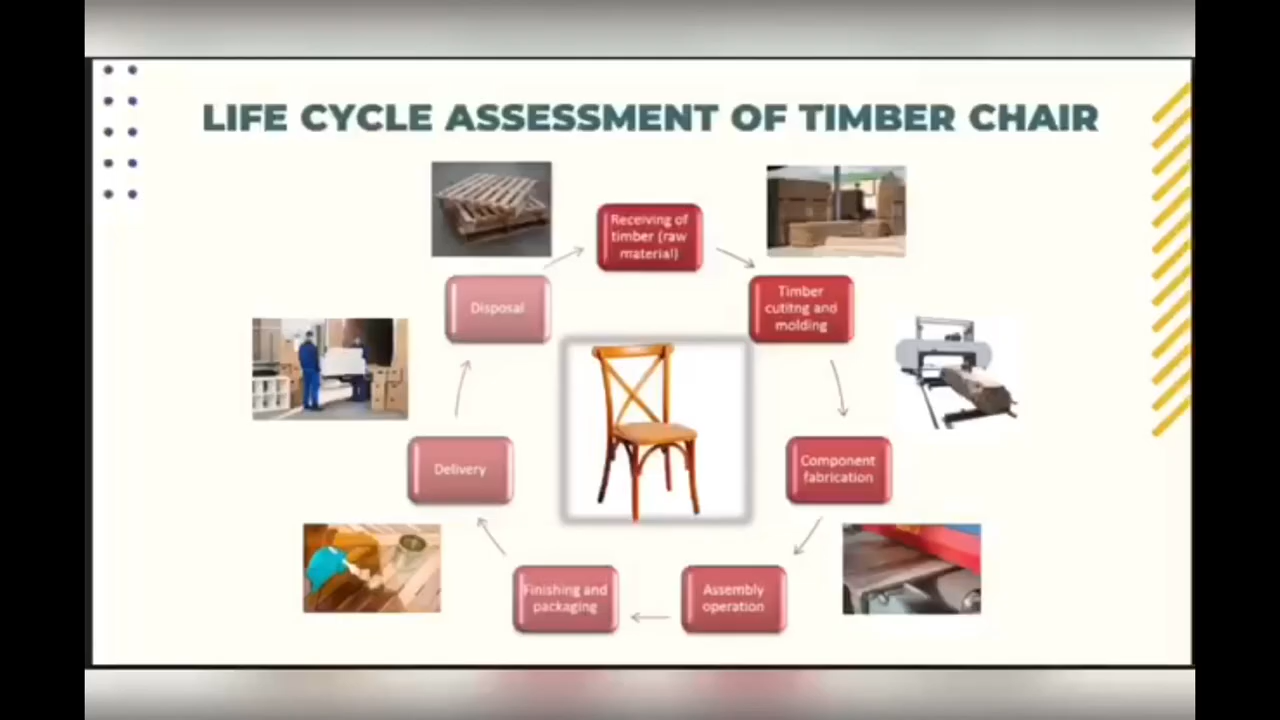 LIFE CYCLE ASSESSMENT OF TIMBER CHAIR
Receiving of
timber (raw
material)
Timber
cutitng and
molding
Component
fabrication
Assembly
operation
Finishing and
packaging
Delivery
Disposal